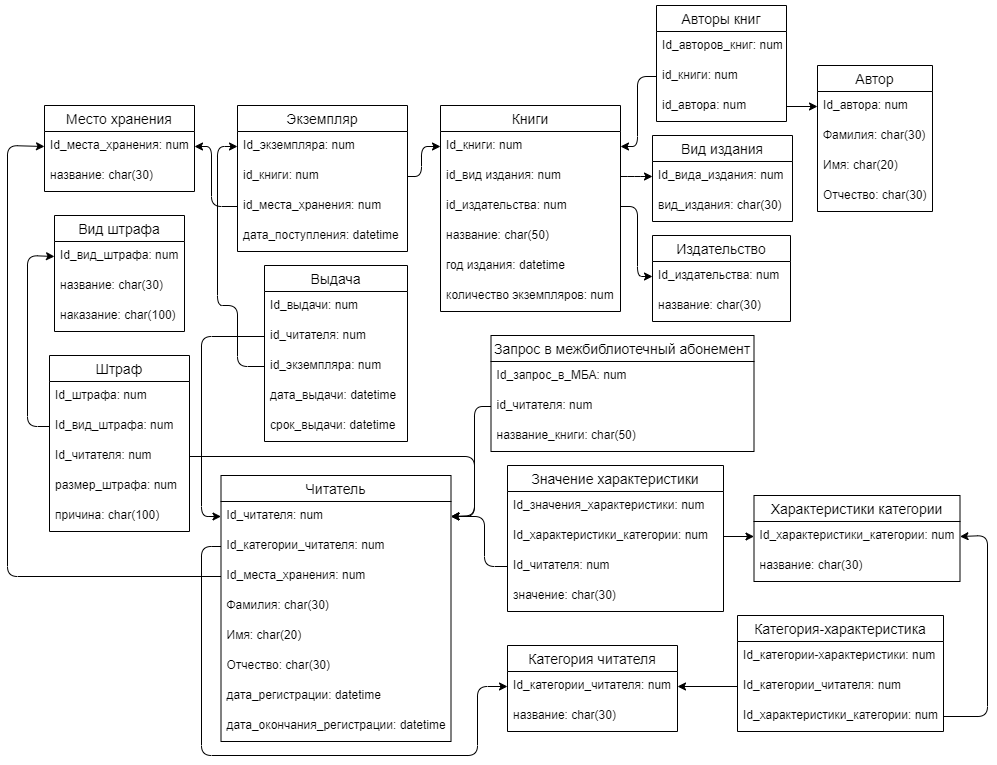 Авторы книг
Id_авторов_книг: num
id_книги: num
id_автора: num
Автор
Id_автора: num
Фамилия: char(30)
Имя: char(20)
Отчество: char(30)
Место хранения
Id_места_хранения: num
название: char(30)
Экземпляр
Id_экземпляра: num
id_книги: num
id_места_хранения: num
дата_поступления: datetime
Книги
Id_книги: num
id_вид издания: num
id_издательства: num
название: char(50)
год издания: datetime
количество экземпляров: num
Вид издания
Id_вида_издания: num
вид_издания: char(30)
Издательство
Id_издательства: num
название: char(30)
Вид штрафа
Id_вид_штрафа: num
название: char(30)
наказание: char(100)
Выдача
Id_выдачи: num
id_читателя: num
id_экземпляра: num
дата_выдачи: datetime
срок_выдачи: datetime
Запрос в межбиблиотечный абонемент
Id_запрос_в_МБА: num
id_читателя: num
название_книги: char(50)
Штраф
Id_штрафа: num
Id_вид_штрафа: num
Id_читателя: num
размер_штрафа: num
причина: char(100)
Читатель
Id_читателя: num
Id_категории_читателя: num
Id_места_хранения: num
Фамилия: char(30)
Имя: char(20)
Отчество: char(30)
дата_регистрации: datetime
дата_окончания_регистрации: datetime
Значение характеристики
Id_значения_характеристики: num
Id_характеристики_категории: num
Id_читателя: num
значение: char(30)
Характеристики категории
Id_характеристики_категории: num
название: char(30)
Категория-характеристика
Id_категории-характеристики: num
Id_категории_читателя: num
Id_характеристики_категории: num
Категория читателя
Id_категории_читателя: num
название: char(30)